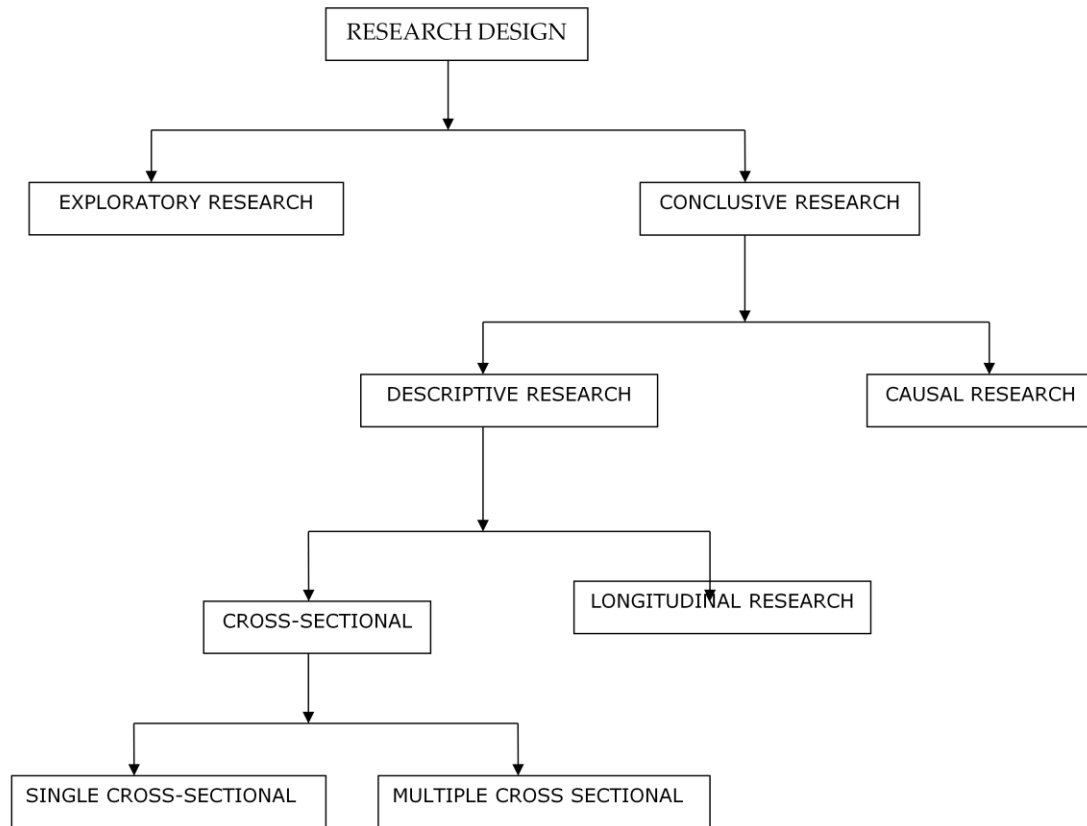 RESEARCH DESIGN
EXPLORATORY RESEARCH
CONCLUSIVE RESEARCH
DESCRIPTIVE RESEARCH
CAUSAL RESEARCH
CROSS-SECTIONAL
LONGITUDINAL RESEARCH
SINGLE CROSS-SECTIONAL
MULTIPLE CROSS SECTIONAL